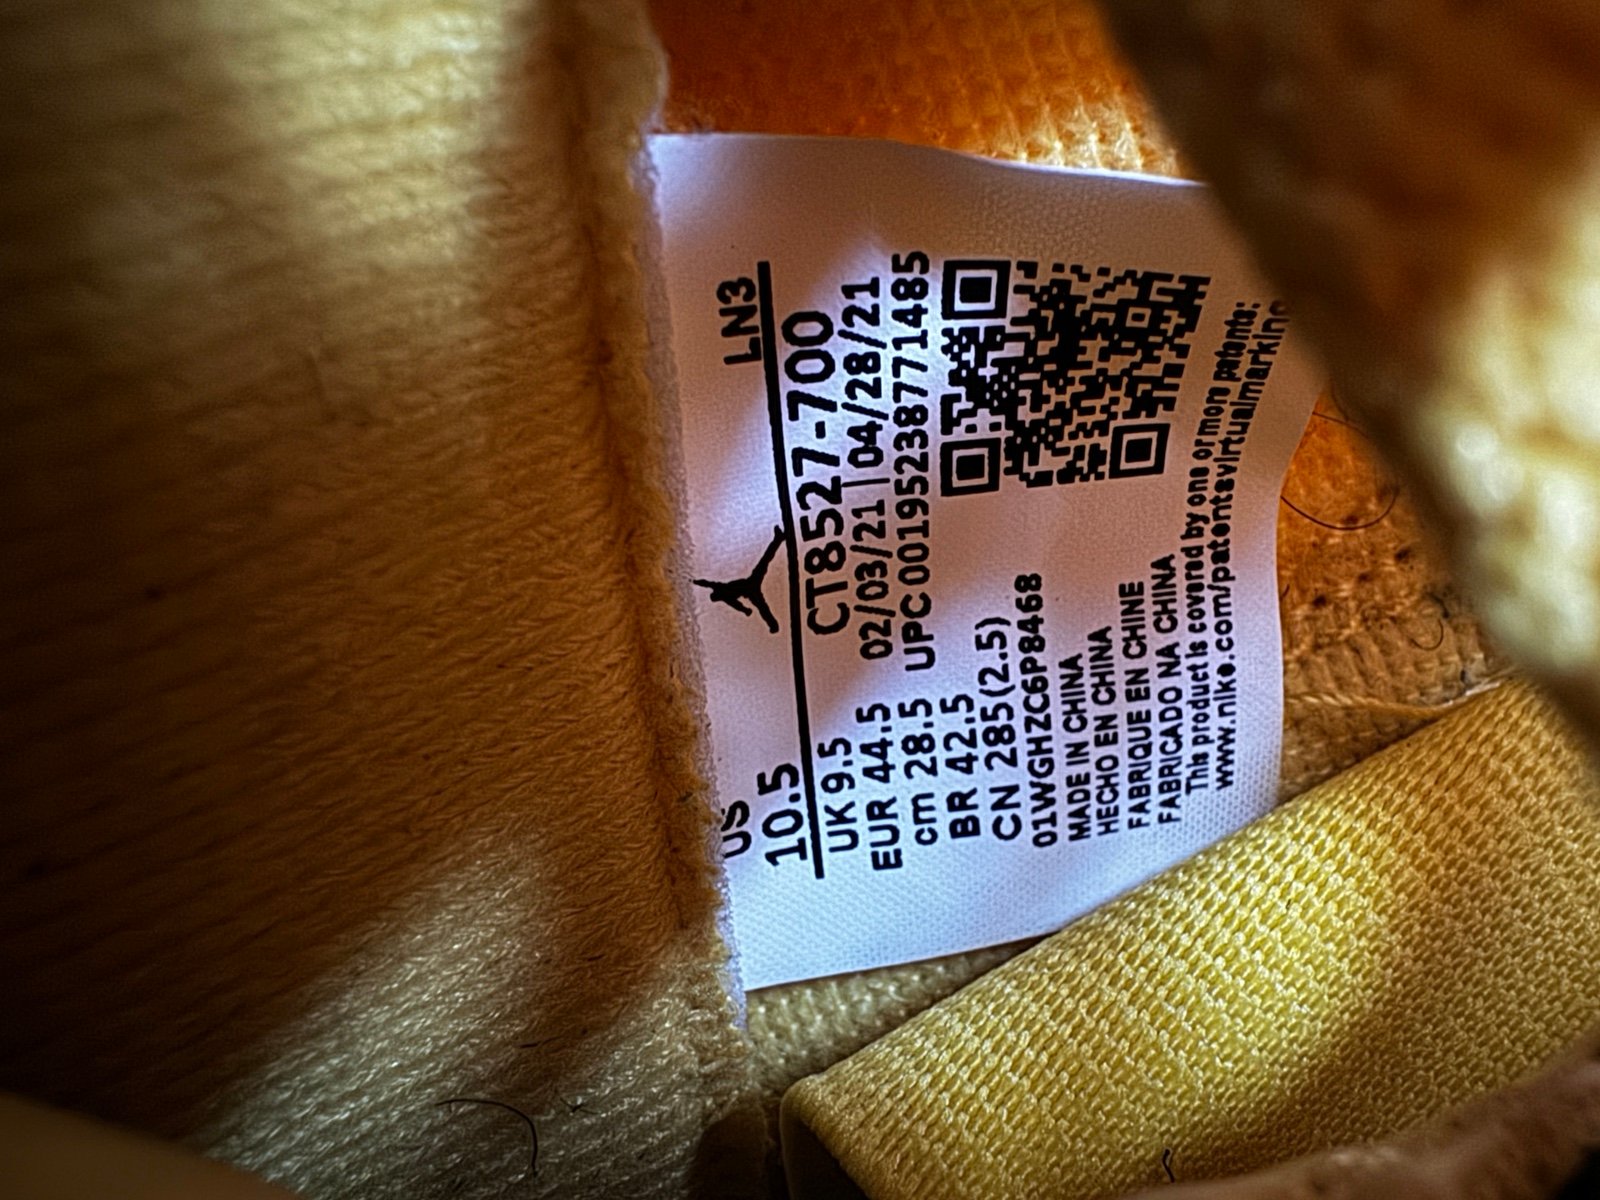 US
10.5
LN3
UK 9.5
CT8527-700
EUR 44.5
02/03/21 | 04/28/21
cm 28.5
UPC 00195238771485
BR 42.5
CN 285(2.5)
01WGHZC6P8468
MADE IN CHINA
HECHO EN CHINA
FABRIQUE EN CHINE
FABRICADO NA CHINA
This product is covered by one or more patents:
www.nike.com/patentsvirtualmarking